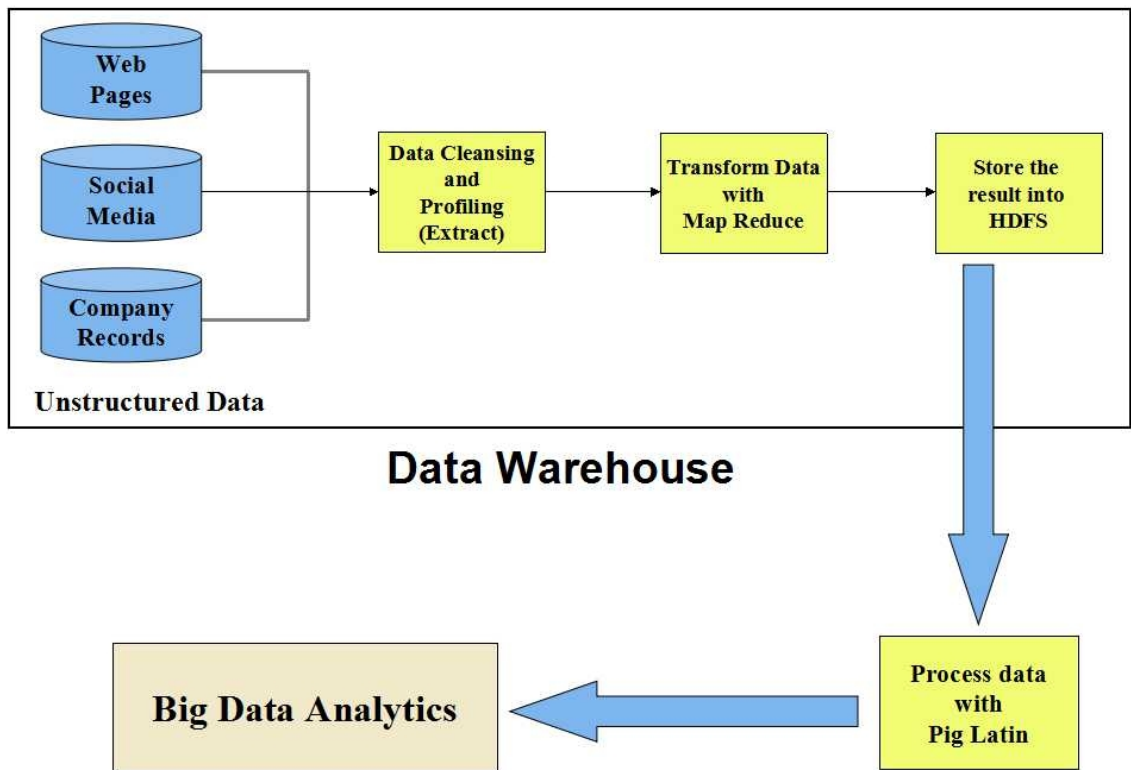 Web
Pages
Social
Media
Company
Records
Unstructured Data
Data Cleansing
and
Profiling
(Extract)
Transform Data
with
Map Reduce
Store the
result into
HDFS
Data Warehouse
Process data
with
Pig Latin
Big Data Analytics